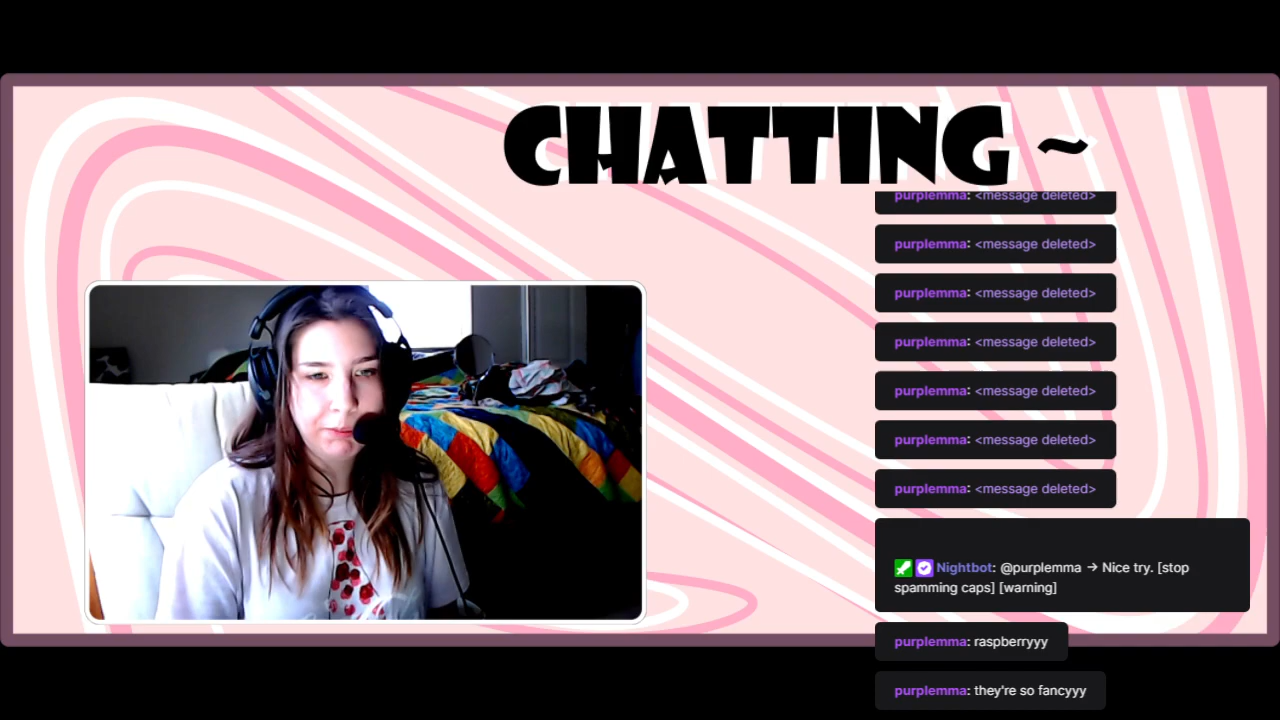 CHATTING ~
purplemma: <message deleted>
purplemma: <message deleted>
purplemma: <message deleted>
purplemma: <message deleted>
purplemma: <message deleted>
purplemma: <message deleted>
purplemma: <message deleted>
Nightbot: @purplemma → Nice try. [stop
spamming caps] [warning]
purplemma: raspberryyy
purplemma: they're so fancyyy